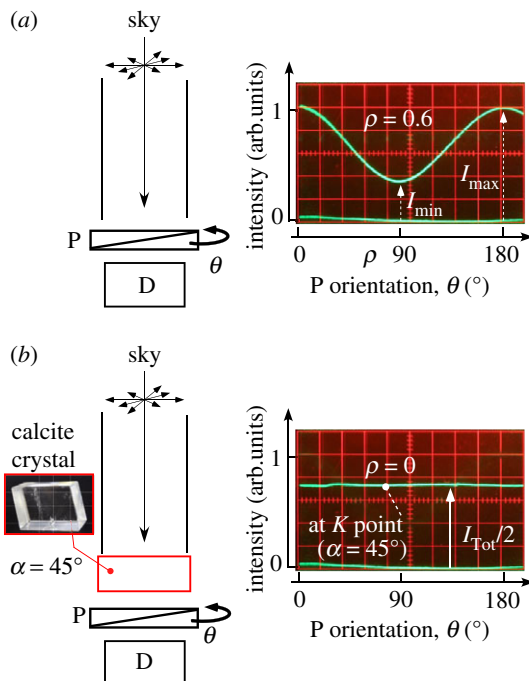 (a)
sky
P
θ
D
intensity (arb.units)
1
0
ρ = 0.6
I_max
I_min
0 ρ 90 180
P orientation, θ (°)
(b)
sky
calcite
crystal
α = 45°
P
θ
D
intensity (arb.units)
1
0
ρ = 0
at K point
(α = 45°)
I_Tot/2
0 90 180
P orientation, θ (°)